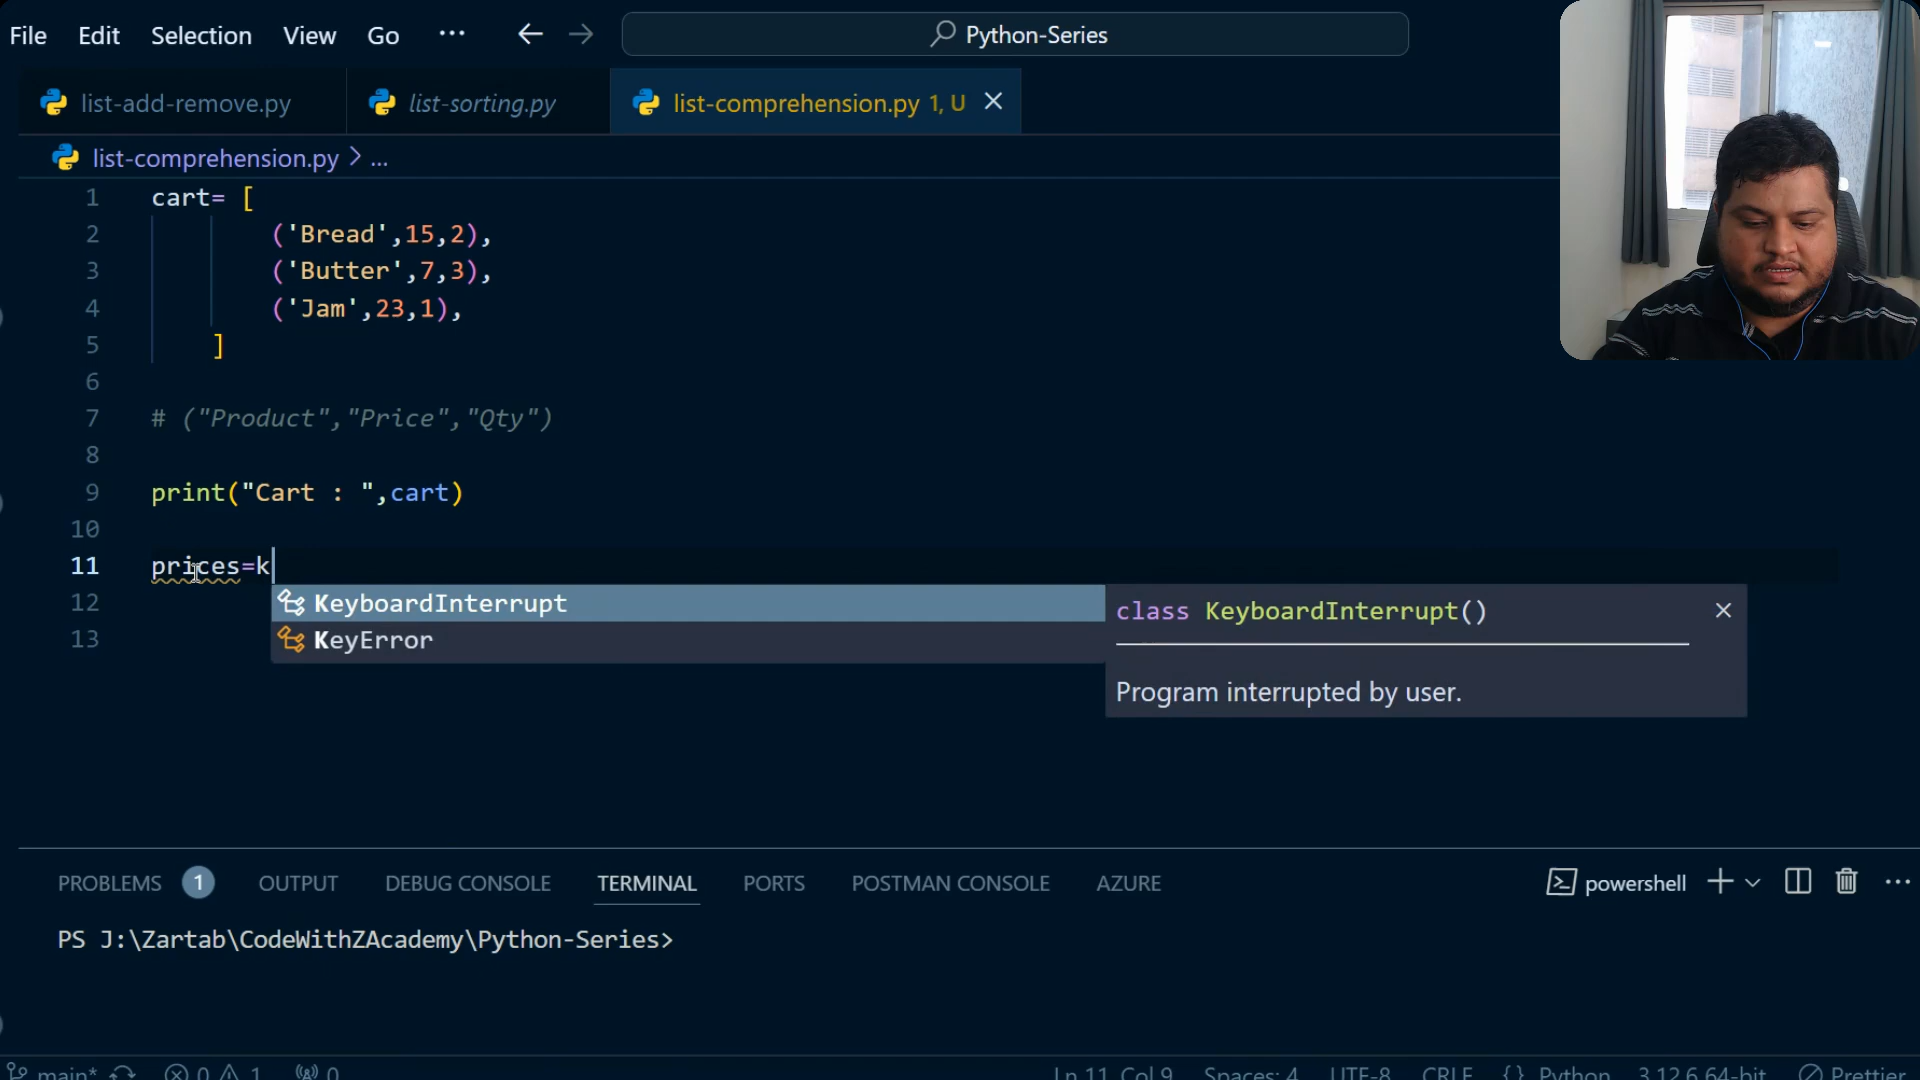 File Edit Selection View Go ... Python-Series
list-add-remove.py list-sorting.py list-comprehension.py 1, U
list-comprehension.py > ...
1 cart= [
2 ('Bread',15,2),
3 ('Butter',7,3),
4 ('Jam',23,1),
5 ]
6
7 # ("Product","Price","Qty")
8
9 print("Cart : ",cart)
10
11 prices=k
12 KeyboardInterrupt class KeyboardInterrupt()
13 KeyError
Program interrupted by user.
PROBLEMS 1 OUTPUT DEBUG CONSOLE TERMINAL PORTS POSTMAN CONSOLE AZURE powershell
PS J:\Zartab\CodeWithZAcademy\Python-Series>
main* 0 1 0 Ln 11, Col 9 Spaces: 4 UTF-8 CRLF {} Python 3.12.6 64-bit Prettier